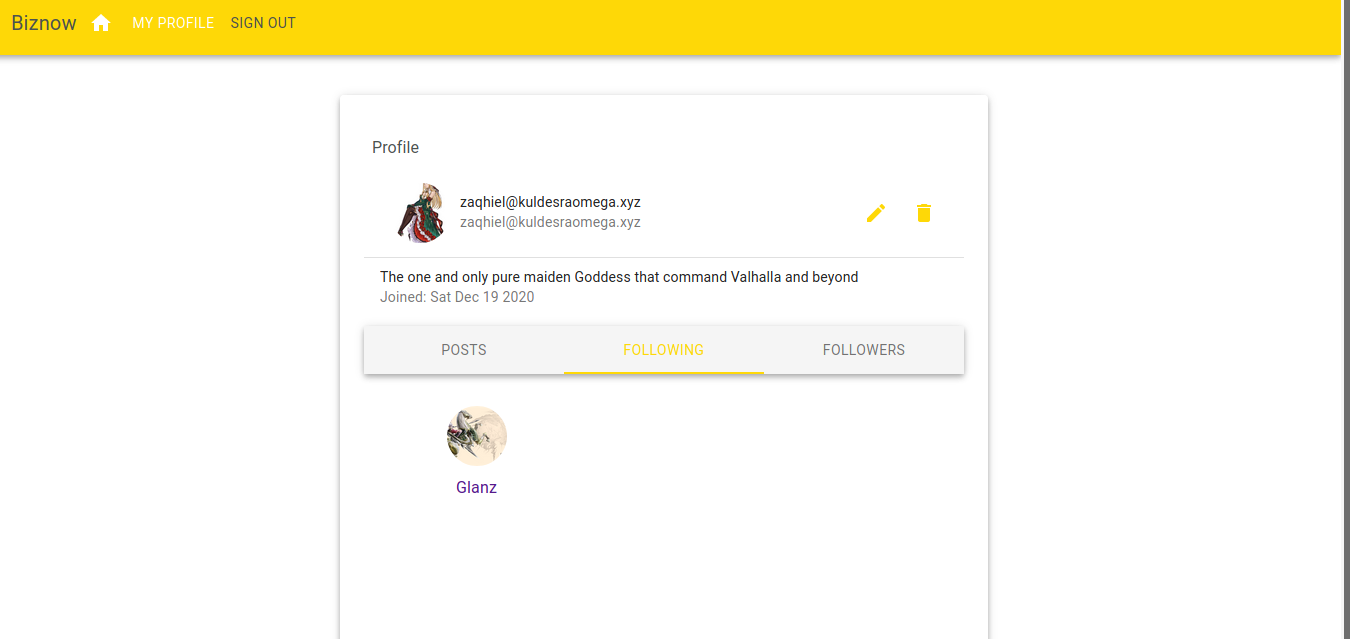 Biznow MY PROFILE SIGN OUT
Profile
zaqhiel@kuldesraomega.xyz
zaqhiel@kuldesraomega.xyz
The one and only pure maiden Goddess that command Valhalla and beyond
Joined: Sat Dec 19 2020
POSTS FOLLOWING FOLLOWERS
Glanz